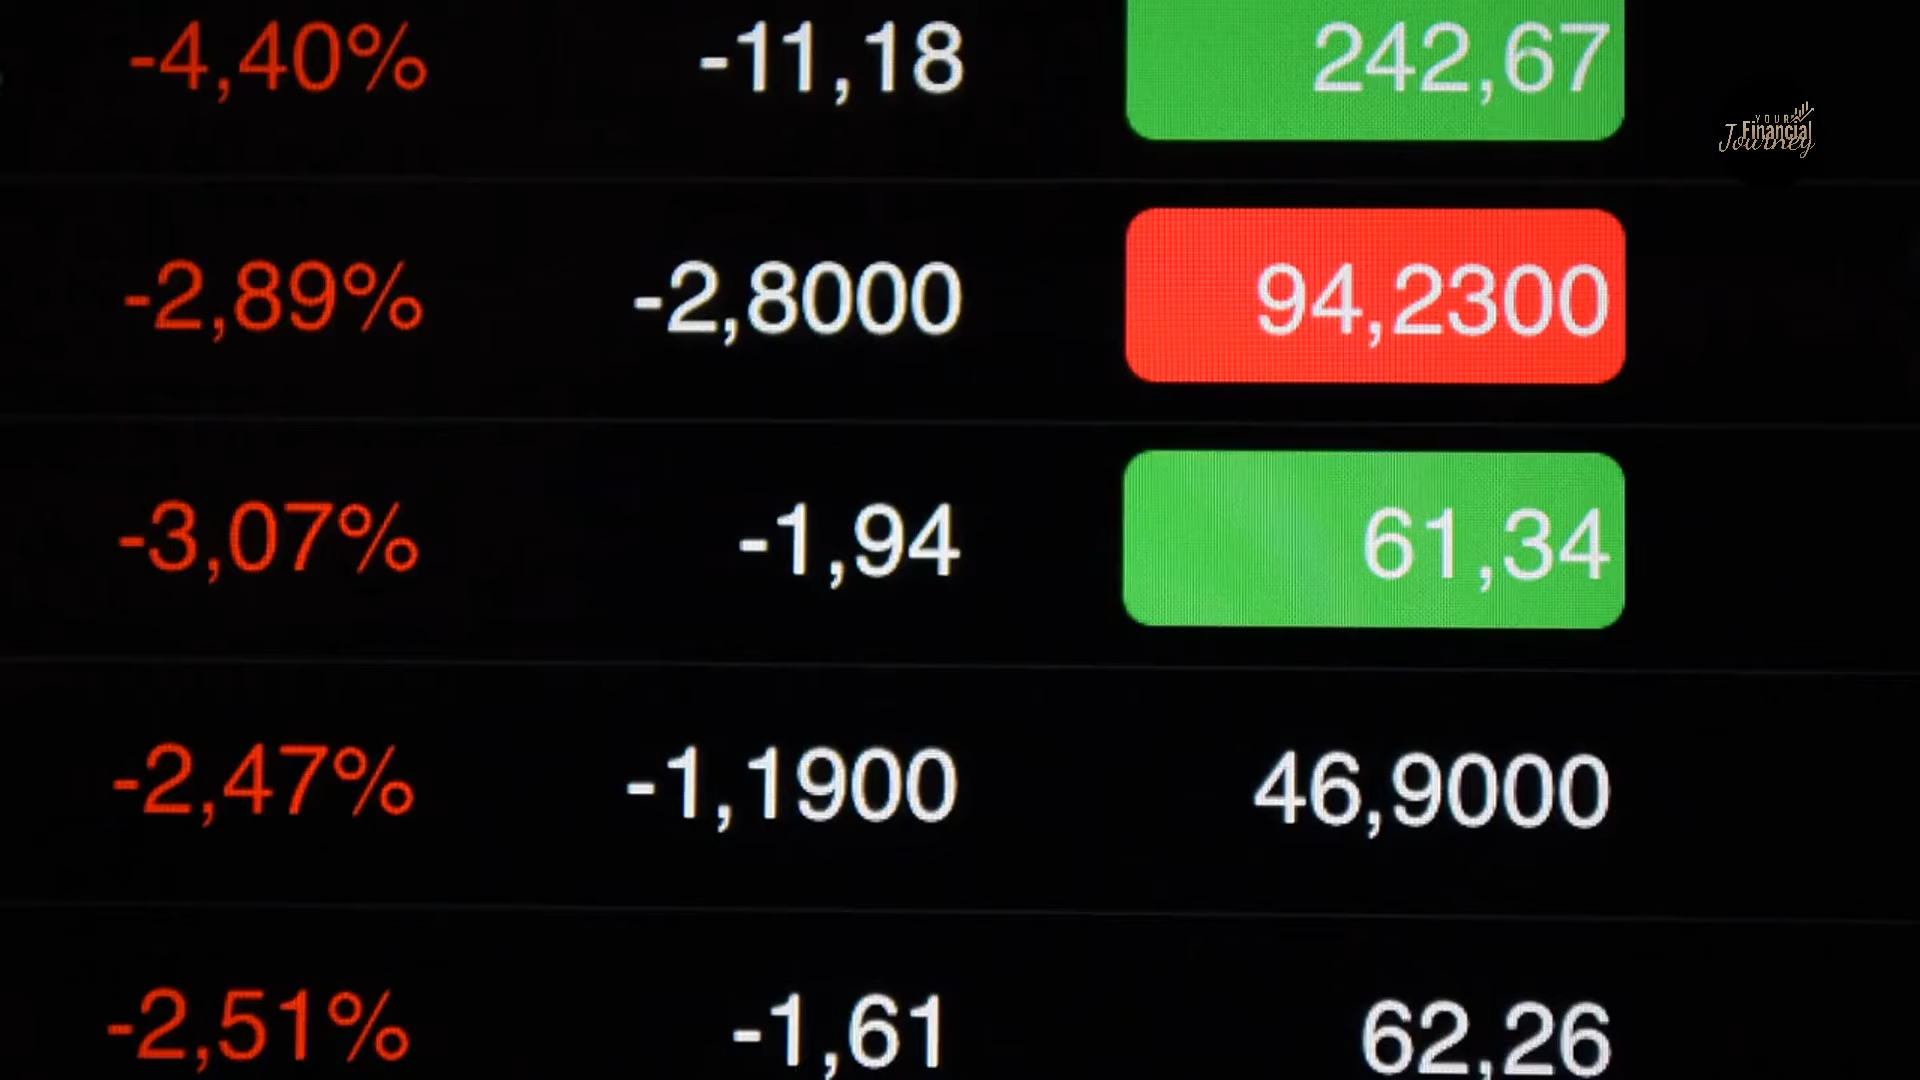 -4,40% -11,18 242,67
YOUR
Financial
Journey
-2,89% -2,8000 94,2300
-3,07% -1,94 61,34
-2,47% -1,1900 46,9000
-2,51% -1,61 62,26